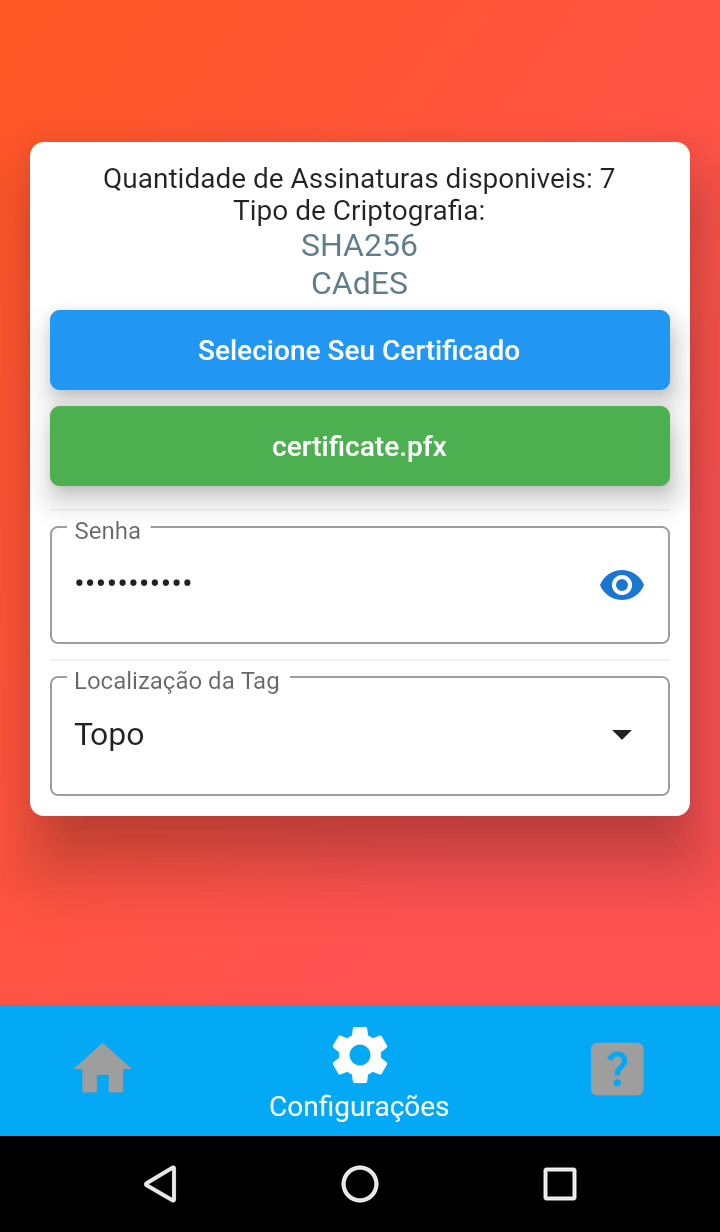 Quantidade de Assinaturas disponiveis: 7
Tipo de Criptografia:
SHA256
CAdES
Selecione Seu Certificado
certificate.pfx
Senha
•••••••••••
Localização da Tag
Topo
?
Configurações